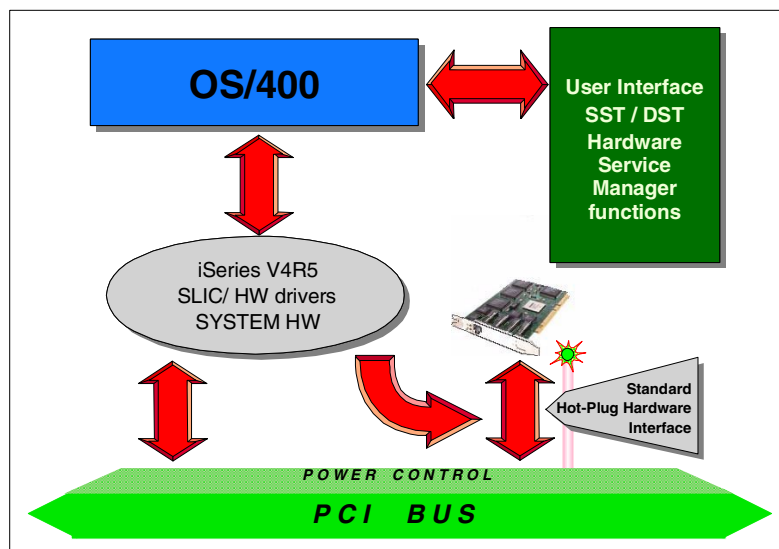 OS/400
User Interface
SST / DST
Hardware
Service
Manager
functions
iSeries V4R5
SLIC/ HW drivers
SYSTEM HW
Standard
Hot-Plug Hardware
Interface
POWER CONTROL
PCI BUS